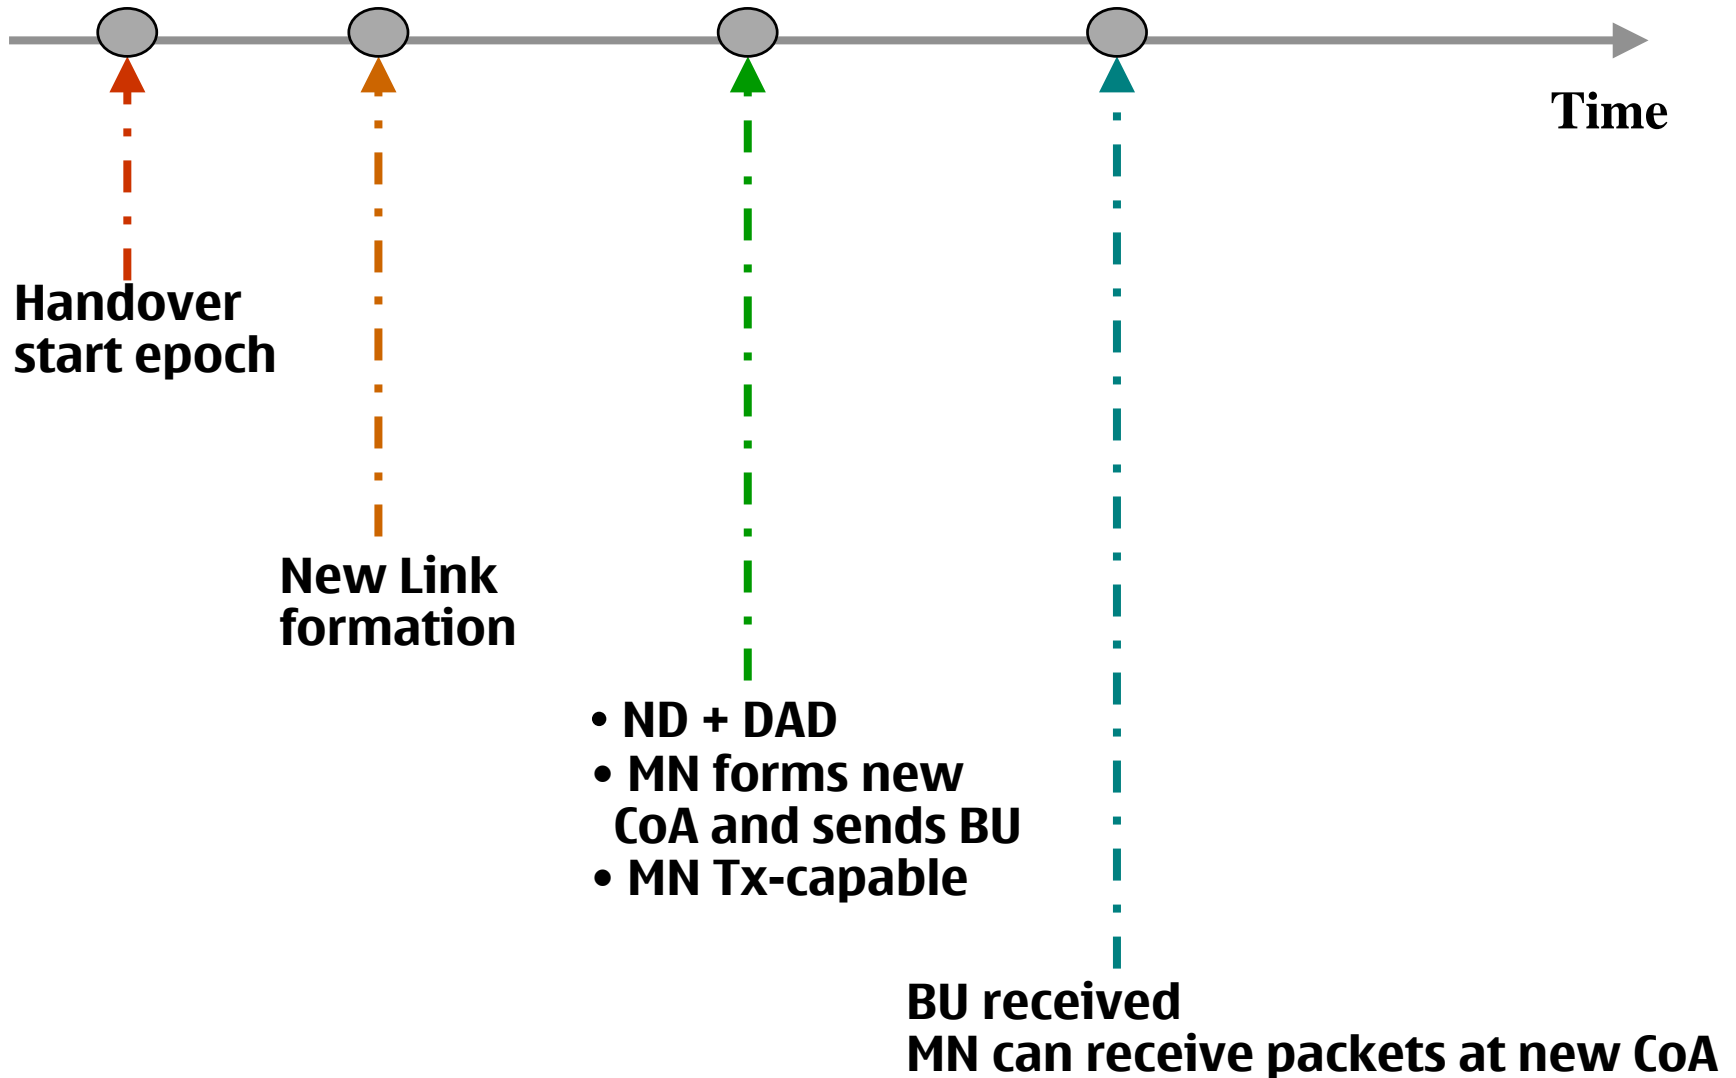 Time
Handover
start epoch
New Link
formation
• ND + DAD
• MN forms new
CoA and sends BU
• MN Tx-capable
BU received
MN can receive packets at new CoA